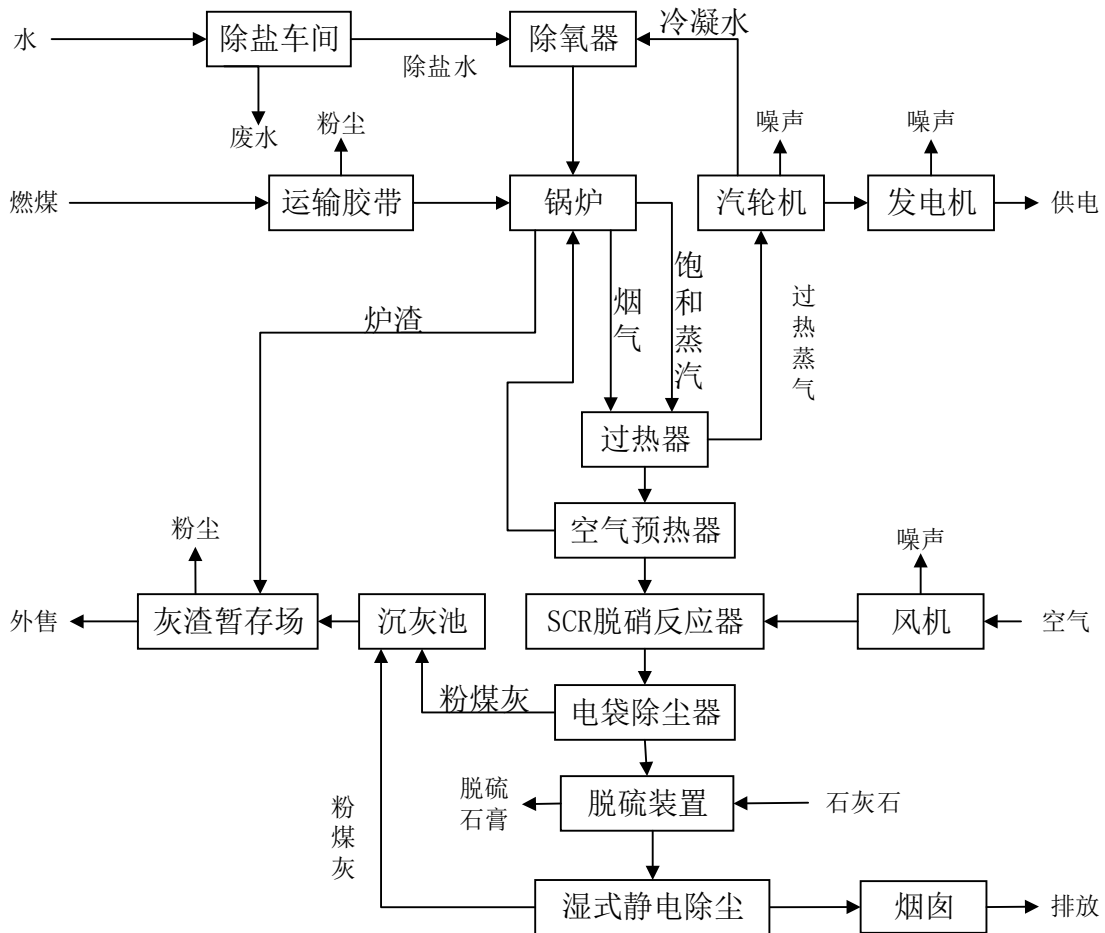 水
除盐车间
除盐水
除氧器
冷凝水
废水
粉尘
噪声
噪声
燃煤
运输胶带
锅炉
汽轮机
发电机
供电
炉渣
烟气
饱和蒸汽
过热蒸气
过热器
空气预热器
粉尘
噪声
外售
灰渣暂存场
沉灰池
SCR脱硝反应器
风机
空气
粉煤灰
电袋除尘器
粉煤灰
脱硫
石膏
脱硫装置
石灰石
湿式静电除尘
烟囱
排放